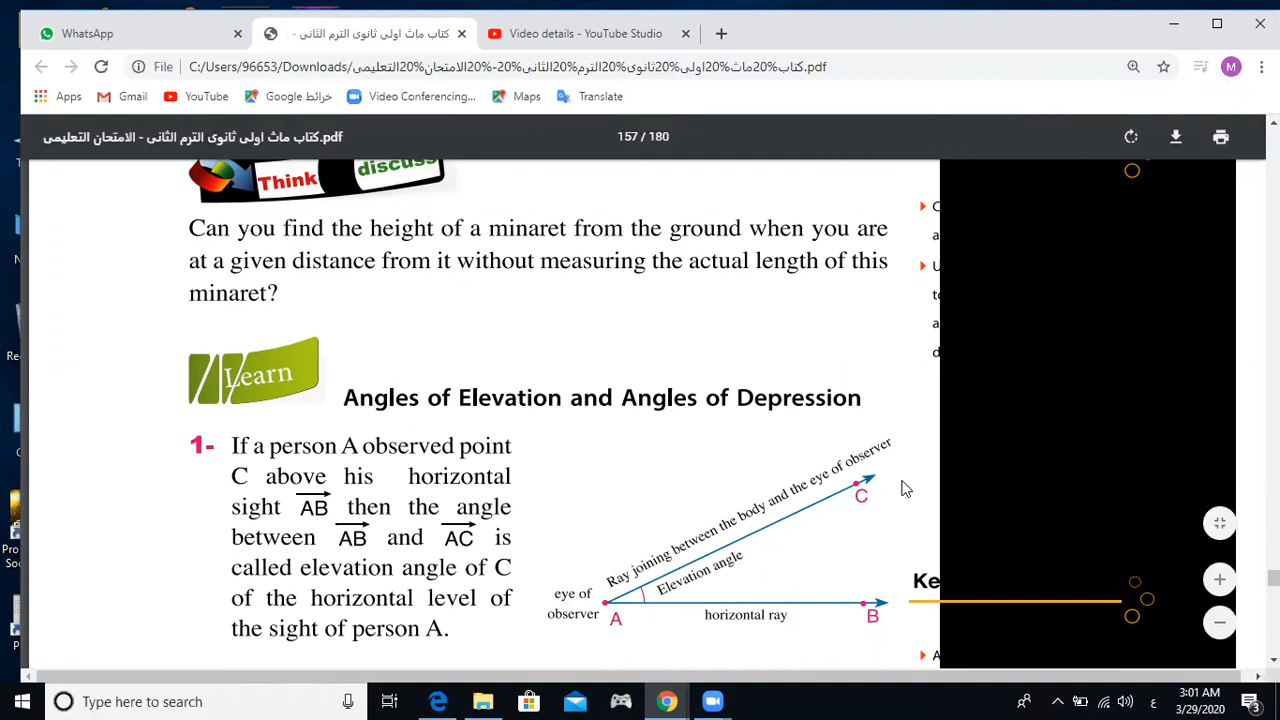 WhatsApp
كتاب ماث اولى ثانوى الترم الثانى -
Video details - YouTube Studio
File
C:/Users/96653/Downloads/كتاب%20ماث%20اولى%20ثانوى%20الترم%20الثانى%20-%20الامتحان%20التعليمى.pdf
Apps
Gmail
YouTube
خرائط Google
Video Conferencing...
Maps
Translate
كتاب ماث اولى ثانوى الترم الثانى - الامتحان التعليمى.pdf
157 / 180
Think
discuss
Can you find the height of a minaret from the ground when you are
at a given distance from it without measuring the actual length of this
minaret?
Learn
Angles of Elevation and Angles of Depression
1- If a person A observed point
C above his horizontal
sight AB then the angle
between AB and AC is
called elevation angle of C
of the horizontal level of
the sight of person A.
Ray joining between the body and the eye of observer
Elevation angle
C
eye of
observer
A
horizontal ray
B
Ke
Type here to search
ع
3:01 AM
3/29/2020
3